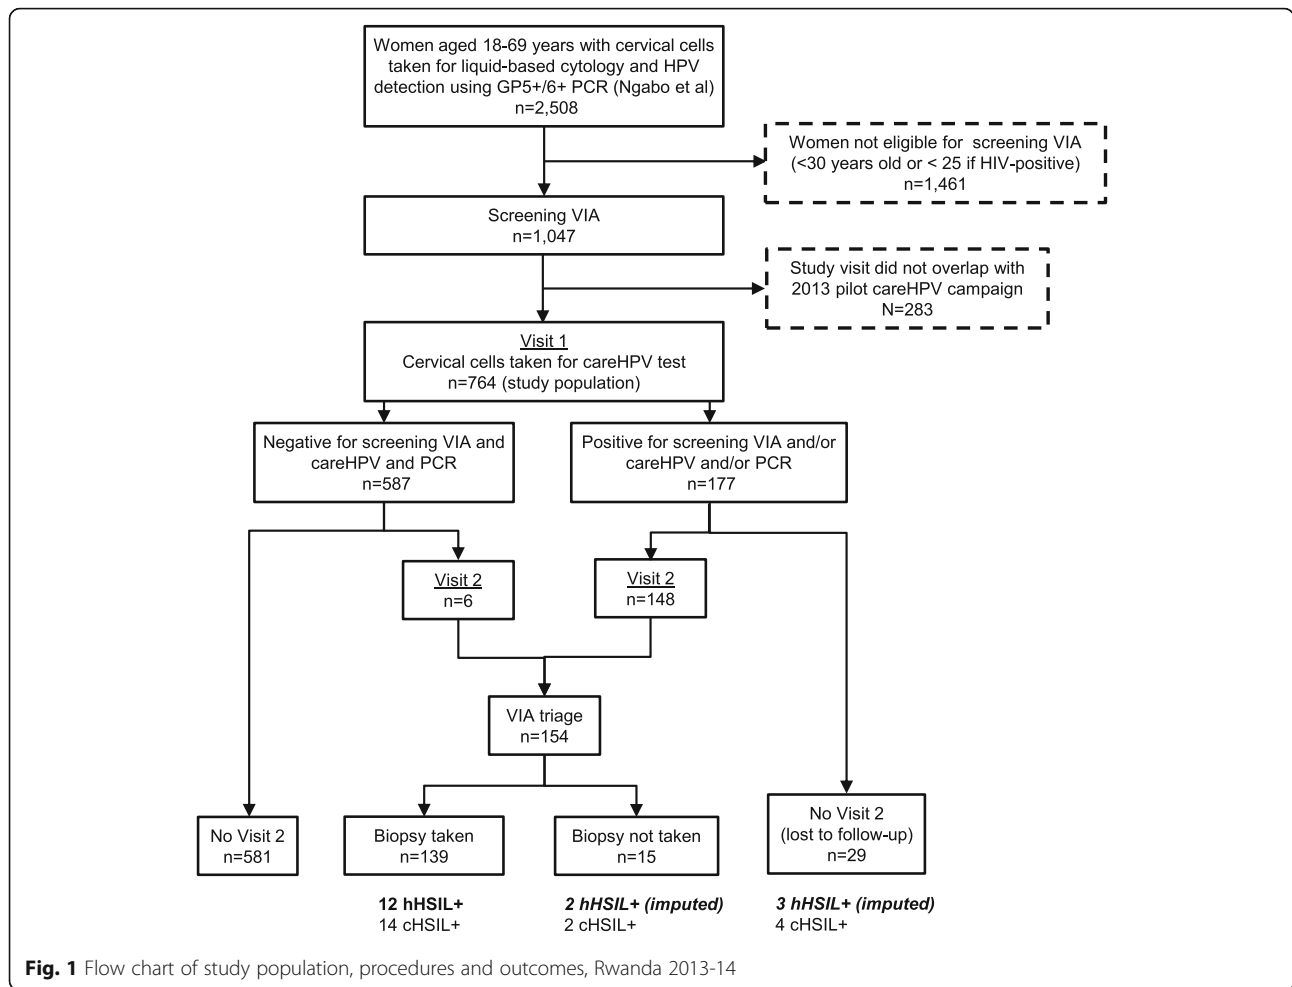 Women aged 18-69 years with cervical cells
taken for liquid-based cytology and HPV
detection using GP5+/6+ PCR (Ngabo et al)
n=2,508
Women not eligible for  screening VIA
(<30 years old or < 25 if HIV-positive)
n=1,461
Screening VIA
n=1,047
Study visit did not overlap with
2013 pilot careHPV campaign
N=283
Visit 1
Cervical cells taken for careHPV test
n=764 (study population)
Negative for screening VIA and
careHPV and PCR
n=587
Positive for screening VIA and/or
careHPV and/or PCR
n=177
Visit 2
n=6
Visit 2
n=148
VIA triage
n=154
No Visit 2
n=581
Biopsy taken
n=139
Biopsy not taken
n=15
No Visit 2
(lost to follow-up)
n=29
12 hHSIL+
14 cHSIL+
2 hHSIL+ (imputed)
2 cHSIL+
3 hHSIL+ (imputed)
4 cHSIL+
Fig. 1 Flow chart of study population, procedures and outcomes, Rwanda 2013-14